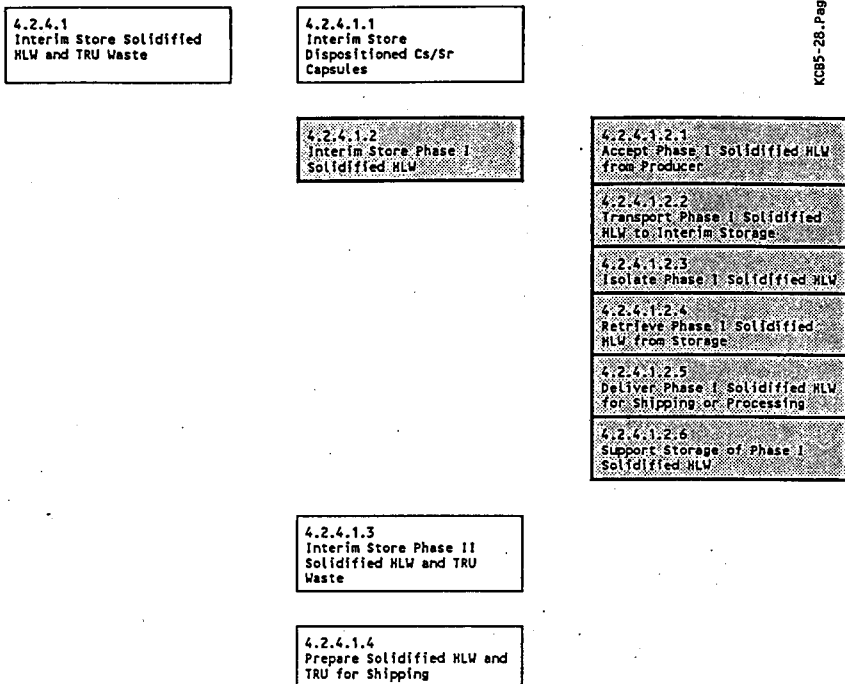 4.2.4.1
Interim Store Solidified
HLW and TRU Waste
4.2.4.1.1
Interim Store
Dispositioned Cs/Sr
Capsules
KCB5-28.Pag
4.2.4.1.2
Interim Store Phase I
Solidified HLW
4.2.4.1.2.1
Accept Phase I Solidified HLW
from Producer
4.2.4.1.2.2
Transport Phase I Solidified
HLW to Interim Storage
4.2.4.1.2.3
Isolate Phase I Solidified HLW
4.2.4.1.2.4
Retrieve Phase I Solidified
HLW from Storage
4.2.4.1.2.5
Deliver Phase I Solidified HLW
for Shipping or Processing
4.2.4.1.2.6
Support Storage of Phase I
Solidified HLW
4.2.4.1.3
Interim Store Phase II
Solidified HLW and TRU
Waste
4.2.4.1.4
Prepare Solidified HLW and
TRU for Shipping